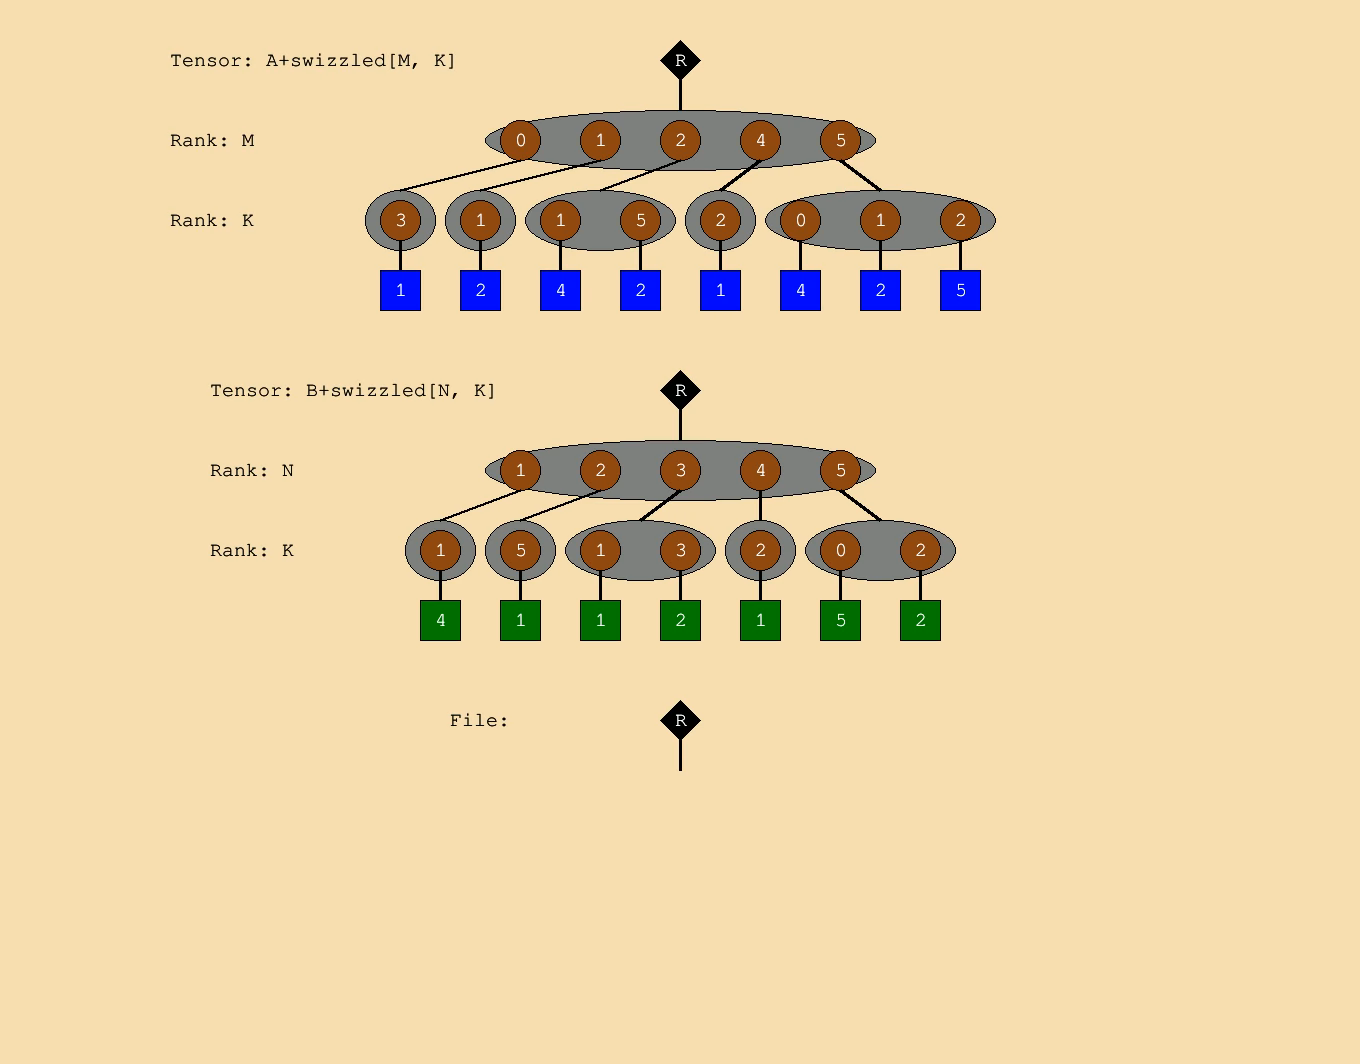 Tensor: A+swizzled[M, K] R
Rank: M 0 1 2 4 5
Rank: K 3 1 1 5 2 0 1 2
1 2 4 2 1 4 2 5
Tensor: B+swizzled[N, K] R
Rank: N 1 2 3 4 5
Rank: K 1 5 1 3 2 0 2
4 1 1 2 1 5 2
File: R